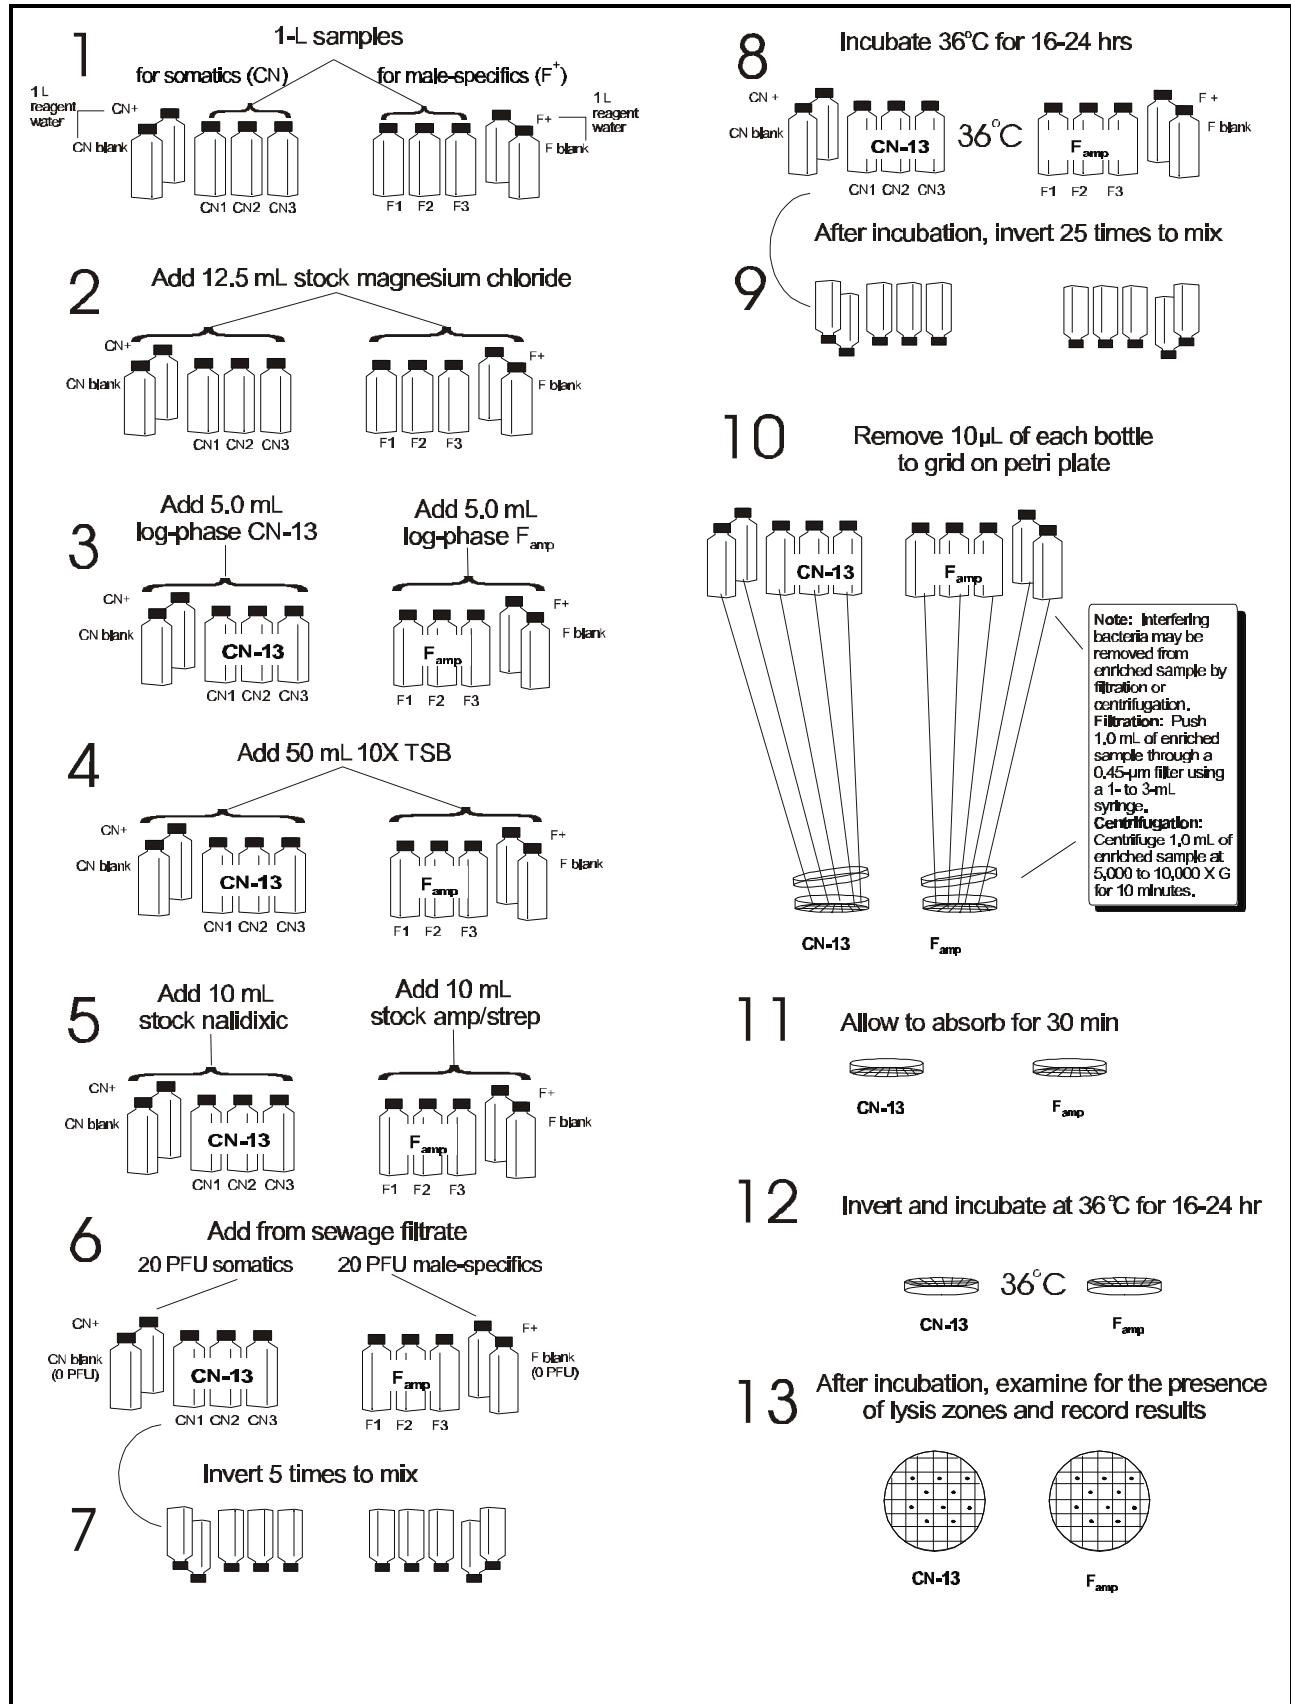 1
1-L samples
for somatics (CN)
for male-specifics (F+)
1 L
reagent
water
CN+
CN blank
F+
F blank
1 L
reagent
water
CN1 CN2 CN3
F1 F2 F3
2
Add 12.5 mL stock magnesium chloride
CN+
CN blank
F+
F blank
CN1 CN2 CN3
F1 F2 F3
3
Add 5.0 mL
log-phase CN-13
Add 5.0 mL
log-phase Famp
CN+
CN blank
CN-13
Famp
F+
F blank
CN1 CN2 CN3
F1 F2 F3
4
Add 50 mL 10X TSB
CN+
CN blank
CN-13
Famp
F+
F blank
CN1 CN2 CN3
F1 F2 F3
5
Add 10 mL
stock nalidixic
Add 10 mL
stock amp/strep
CN+
CN blank
CN-13
Famp
F+
F blank
CN1 CN2 CN3
F1 F2 F3
6
Add from sewage filtrate
20 PFU somatics
20 PFU male-specifics
CN+
CN blank
(0 PFU)
CN-13
Famp
F+
F blank
(0 PFU)
CN1 CN2 CN3
F1 F2 F3
Invert 5 times to mix
7
8
Incubate 36°C for 16-24 hrs
CN +
CN blank
CN-13
36°C
Famp
F +
F blank
CN1 CN2 CN3
F1 F2 F3
After incubation, invert 25 times to mix
9
10
Remove 10µL of each bottle
to grid on petri plate
CN-13
Famp
Note: Interfering
bacteria may be
removed from
enriched sample by
filtration or
centrifugation.
Filtration: Push
1.0 mL of enriched
sample through a
0.45-µm filter using
a 1- to 3-mL
syringe.
Centrifugation:
Centrifuge 1.0 mL of
enriched sample at
5,000 to 10,000 X G
for 10 minutes.
CN-13
Famp
11
Allow to absorb for 30 min
CN-13
Famp
12
Invert and incubate at 36°C for 16-24 hr
36°C
CN-13
Famp
13
After incubation, examine for the presence
of lysis zones and record results
CN-13
Famp